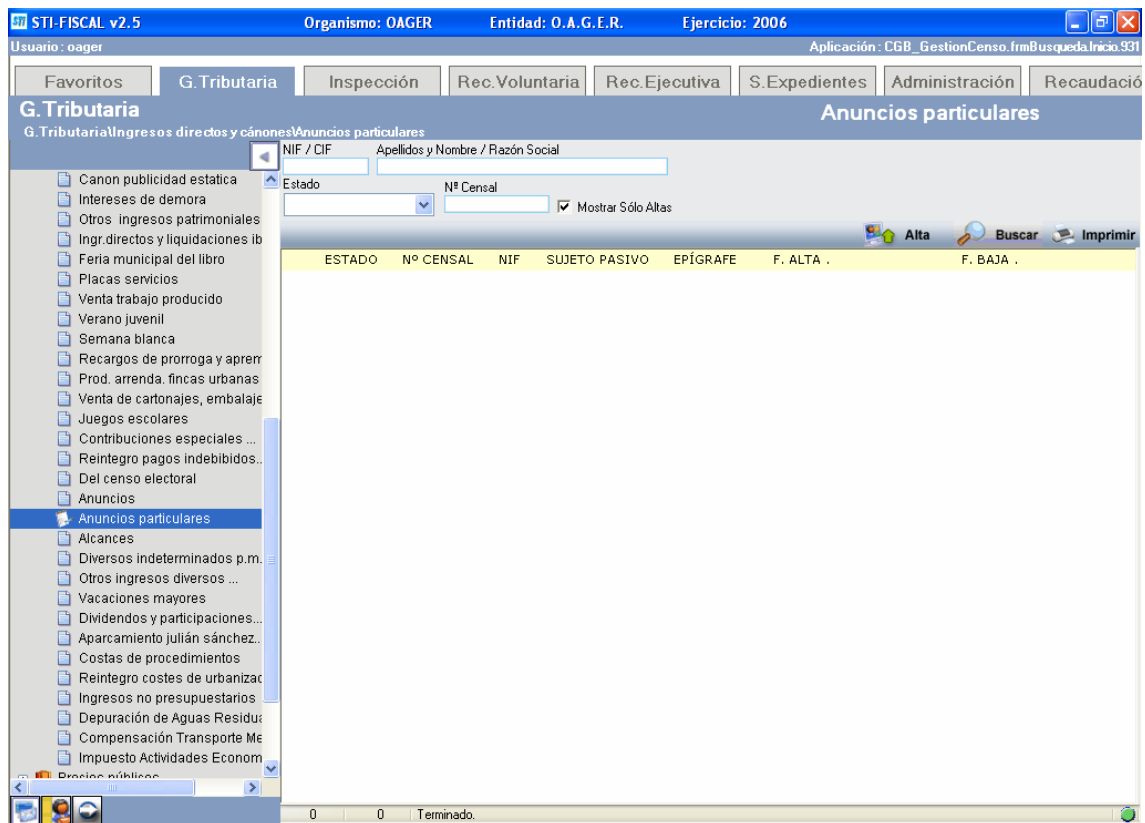 STI STI-FISCAL v2.5 Organismo: OAGER Entidad: O.A.G.E.R. Ejercicio: 2006
Usuario : oager Aplicación : CGB_GestionCenso.frmBusqueda.Inicio.931
Favoritos G.Tributaria Inspección Rec.Voluntaria Rec.Ejecutiva S.Expedientes Administración Recaudació
G.Tributaria Anuncios particulares
G.Tributaria\Ingresos directos y cánones\Anuncios particulares
NIF / CIF Apellidos y Nombre / Razón Social
Estado Nº Censal
Mostrar Sólo Altas
Alta Buscar Imprimir
ESTADO Nº CENSAL NIF SUJETO PASIVO EPÍGRAFE F. ALTA . F. BAJA .
Canon publicidad estatica
Intereses de demora
Otros ingresos patrimoniales
Ingr.directos y liquidaciones ib
Feria municipal del libro
Placas servicios
Venta trabajo producido
Verano juvenil
Semana blanca
Recargos de prorroga y aprem
Prod. arrenda. fincas urbanas
Venta de cartonajes, embalaje
Juegos escolares
Contribuciones especiales ...
Reintegro pagos indebibidos...
Del censo electoral
Anuncios
Anuncios particulares
Alcances
Diversos indeterminados p.m.
Otros ingresos diversos ...
Vacaciones mayores
Dividendos y participaciones...
Aparcamiento julián sánchez...
Costas de procedimientos
Reintegro costes de urbanizac
Ingresos no presupuestarios
Depuración de Aguas Residua
Compensación Transporte Me
Impuesto Actividades Econom
Precios públicos
0 0 Terminado.